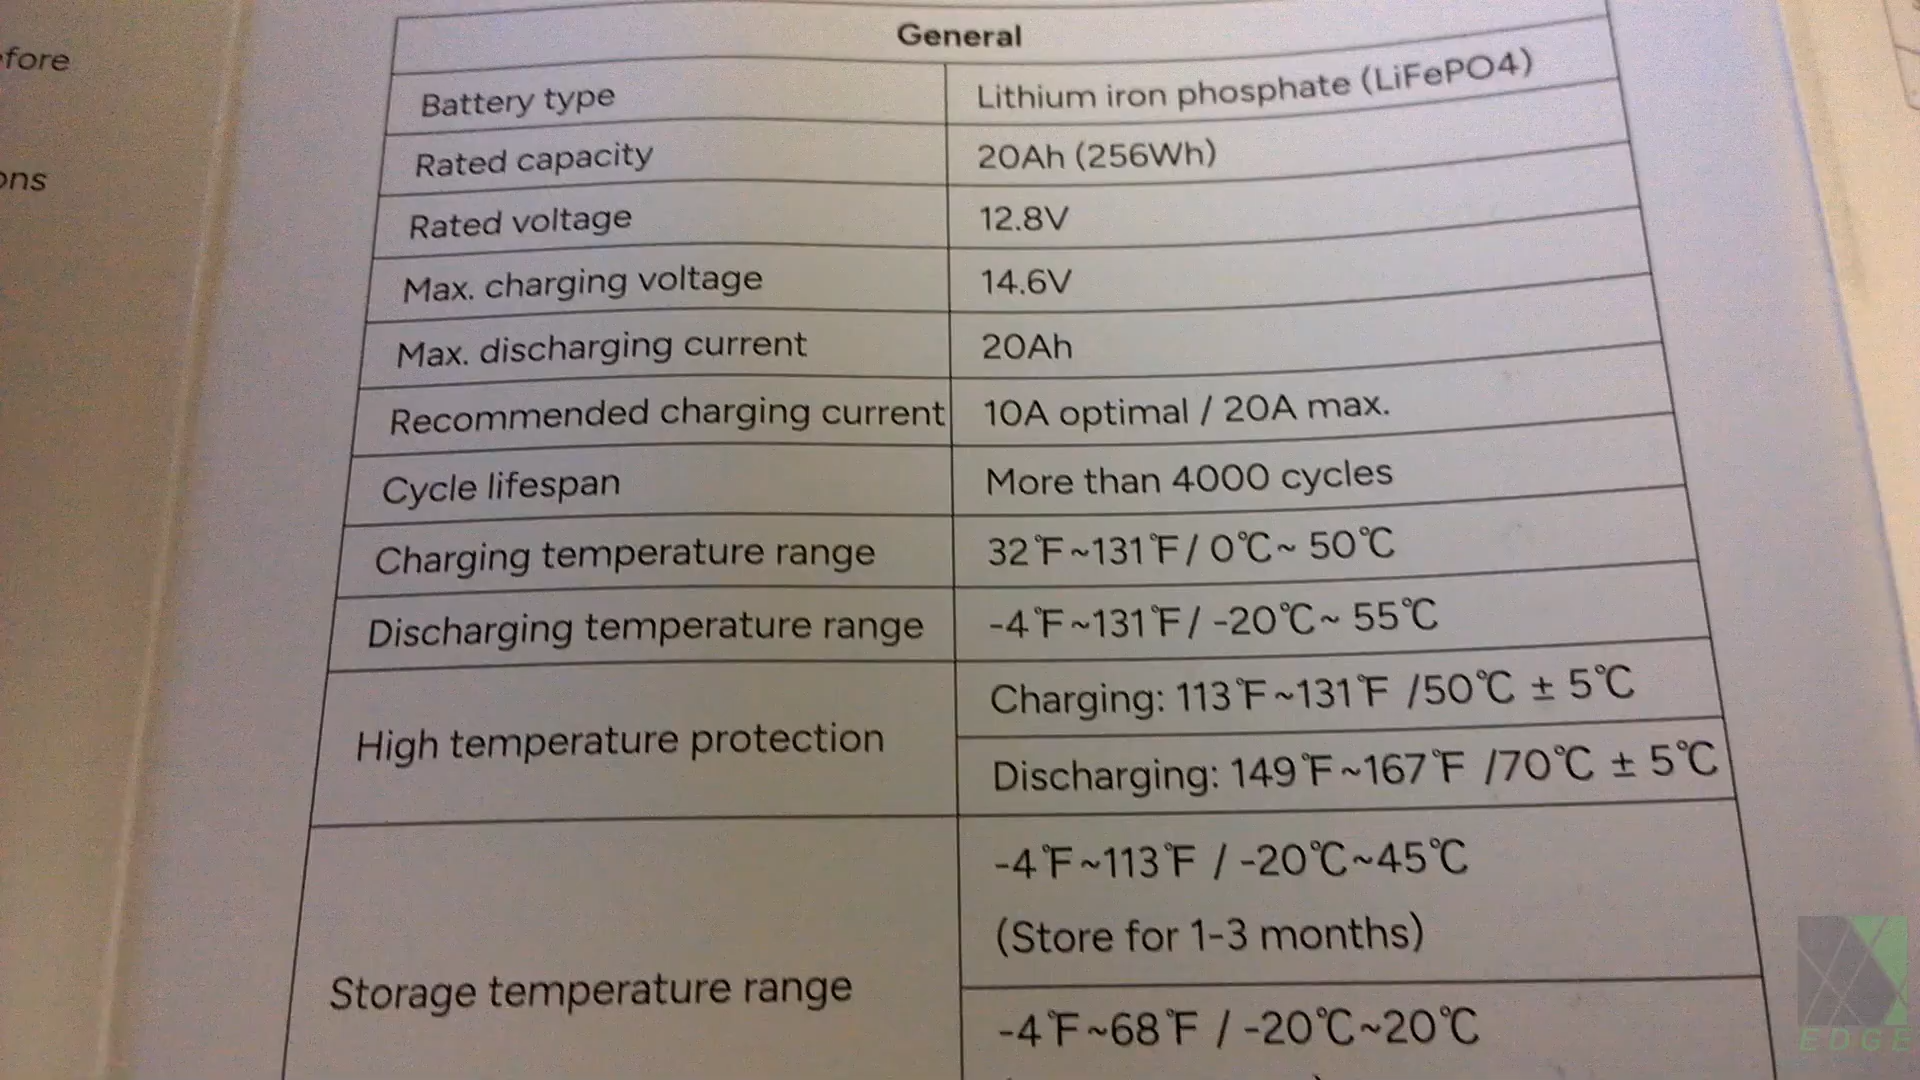 fore
ons
General
Battery type Lithium iron phosphate (LiFePO4)
Rated capacity 20Ah (256Wh)
Rated voltage 12.8V
Max. charging voltage 14.6V
Max. discharging current 20Ah
Recommended charging current 10A optimal / 20A max.
Cycle lifespan More than 4000 cycles
Charging temperature range 32℉~131℉/ 0℃~ 50℃
Discharging temperature range -4℉~131℉/ -20℃~ 55℃
High temperature protection
Charging: 113℉~131℉ /50℃ ± 5℃
Discharging: 149℉~167℉ /70℃ ± 5℃
Storage temperature range
-4℉~113℉ / -20℃~45℃
(Store for 1-3 months)
-4℉~68℉ / -20℃~20℃
EDGE